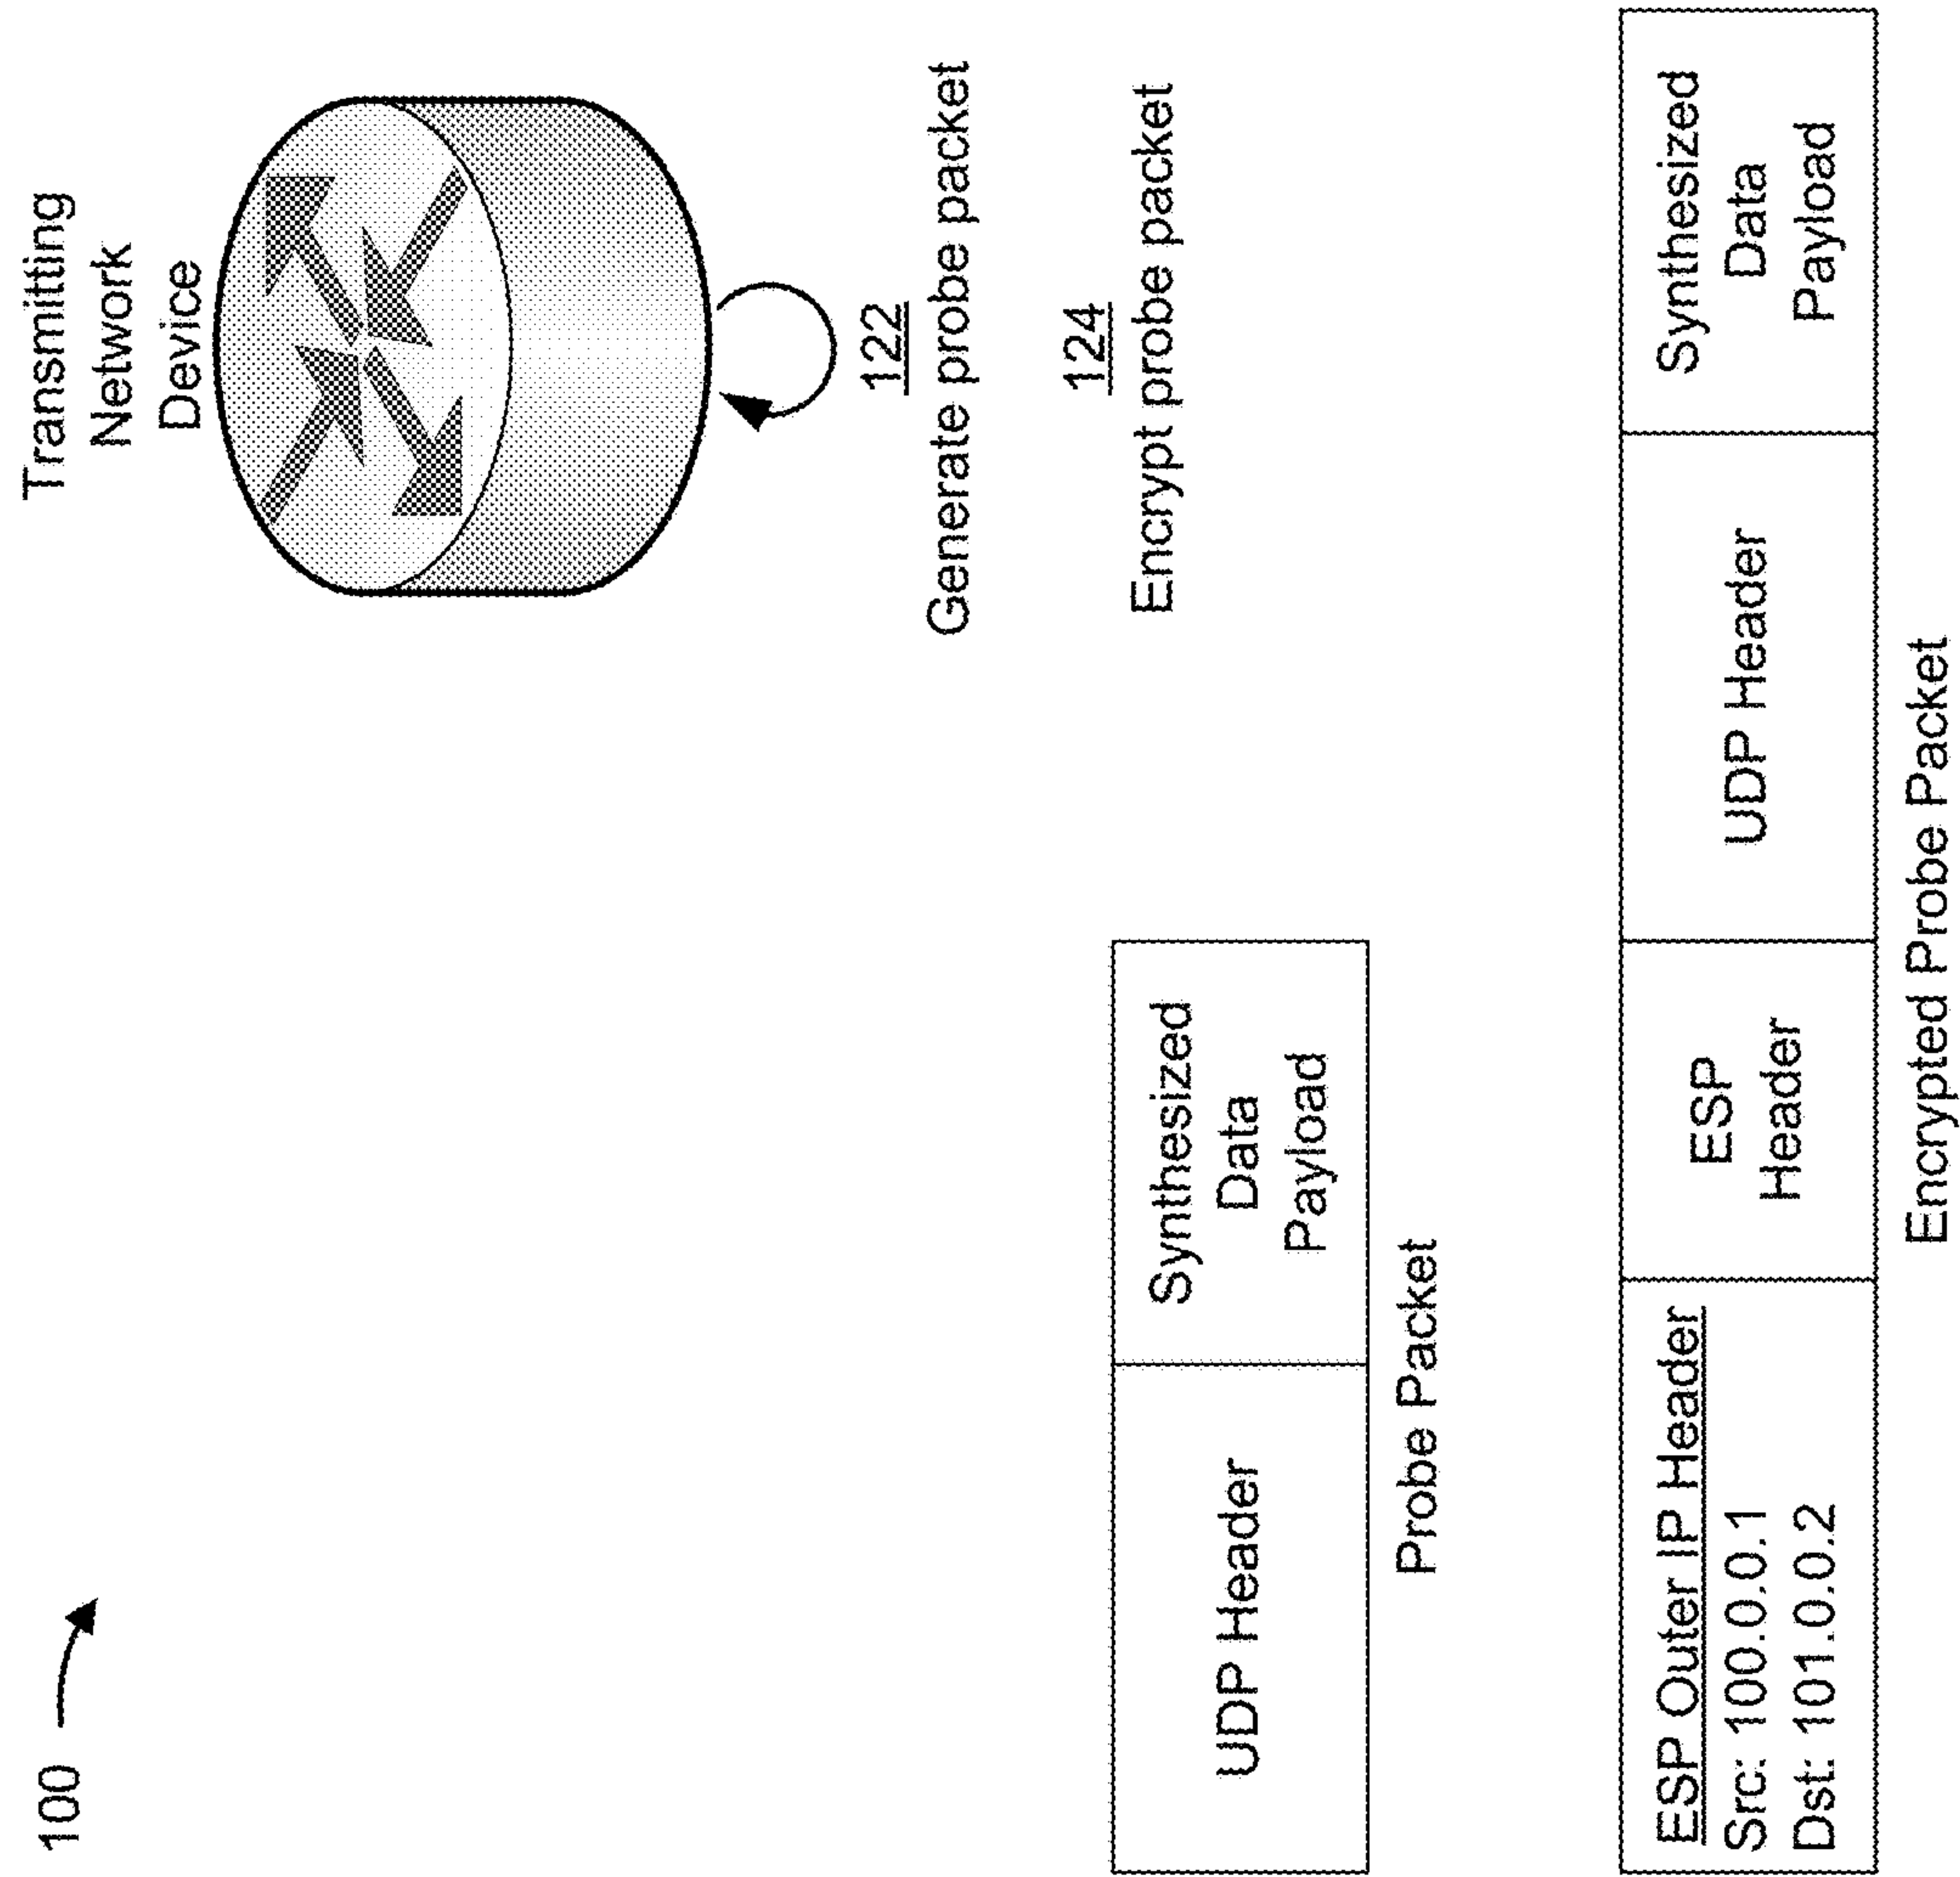 100
Transmitting
Network
Device
122
Generate probe packet
124
Encrypt probe packet
UDP Header
Synthesized
Data
Payload
Probe Packet
ESP Outer IP Header
Src: 100.0.0.1
Dst: 101.0.0.2
ESP
Header
UDP Header
Synthesized
Data
Payload
Encrypted Probe Packet